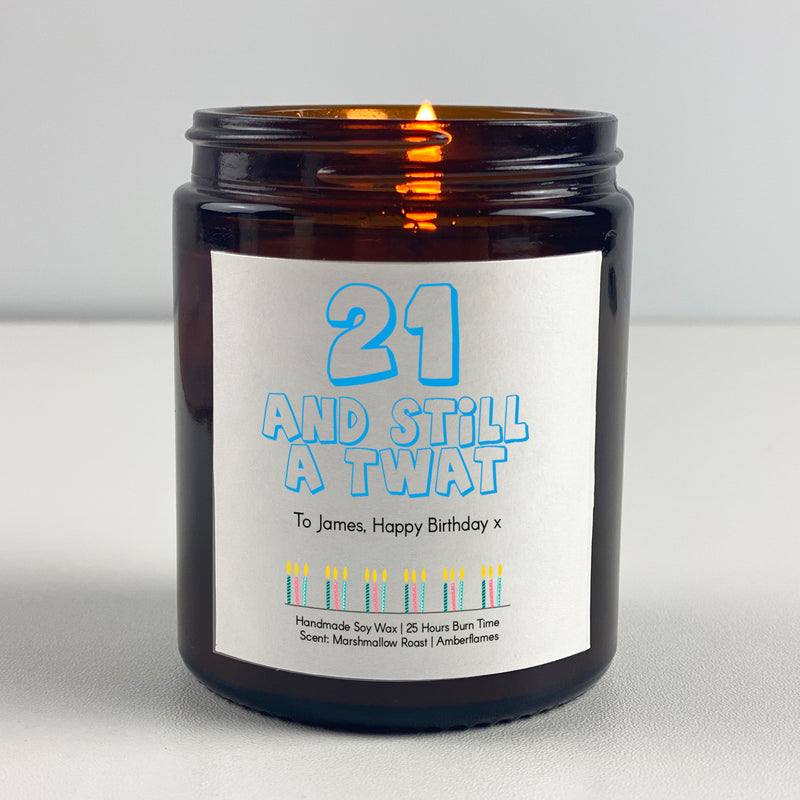 21
AND STiLL
A TWAT
To James, Happy Birthday x
Handmade Soy Wax | 25 Hours Burn Time
Scent: Marshmallow Roast | Amberflames